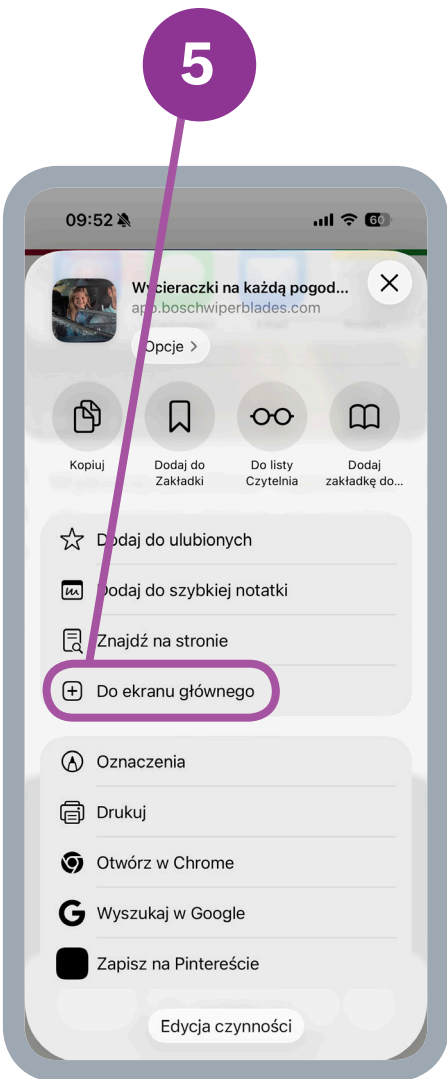 5
09:52
60
Wycieraczki na każdą pogod...
app.boschwiperblades.com
Opcje >
Kopiuj
Dodaj do
Zakładki
Do listy
Czytelnia
Dodaj
zakładkę do...
Dodaj do ulubionych
Dodaj do szybkiej notatki
Znajdź na stronie
Do ekranu głównego
Oznaczenia
Drukuj
Otwórz w Chrome
Wyszukaj w Google
Zapisz na Pintereście
Edycja czynności